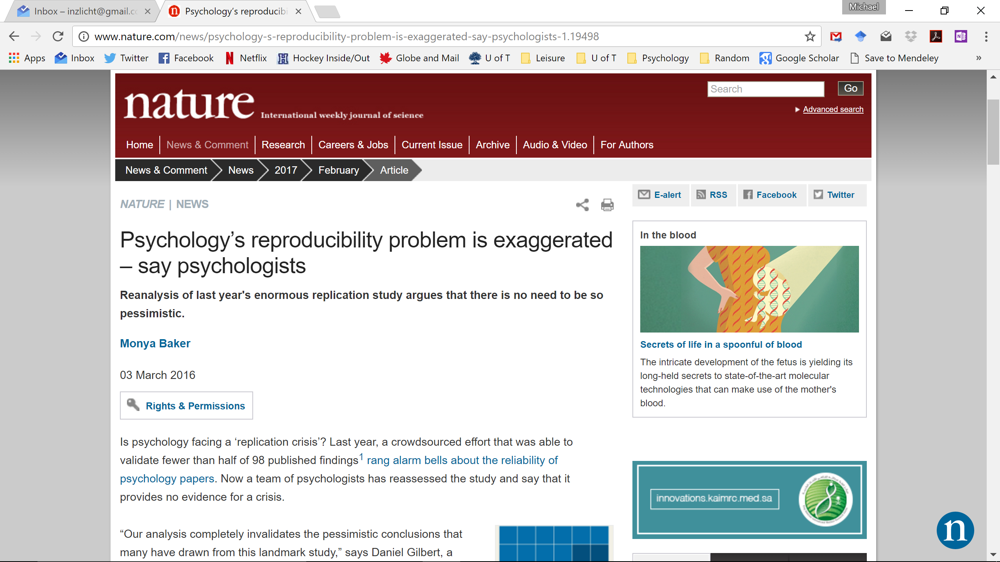 Inbox – inzlicht@gmail.co
Psychology’s reproducibi
Michael
www.nature.com/news/psychology-s-reproducibility-problem-is-exaggerated-say-psychologists-1.19498
Apps Inbox Twitter Facebook Netflix Hockey Inside/Out Globe and Mail U of T Leisure U of T Psychology Random Google Scholar Save to Mendeley »
nature International weekly journal of science
Search Go
Advanced search
Home News & Comment Research Careers & Jobs Current Issue Archive Audio & Video For Authors
News & Comment News 2017 February Article
NATURE | NEWS
Psychology’s reproducibility problem is exaggerated
– say psychologists
Reanalysis of last year's enormous replication study argues that there is no need to be so
pessimistic.
Monya Baker
03 March 2016
Rights & Permissions
Is psychology facing a ‘replication crisis’? Last year, a crowdsourced effort that was able to
validate fewer than half of 98 published findings1 rang alarm bells about the reliability of
psychology papers. Now a team of psychologists has reassessed the study and say that it
provides no evidence for a crisis.
“Our analysis completely invalidates the pessimistic conclusions that
many have drawn from this landmark study,” says Daniel Gilbert, a
E-alert RSS Facebook Twitter
In the blood
Secrets of life in a spoonful of blood
The intricate development of the fetus is yielding its
long-held secrets to state-of-the-art molecular
technologies that can make use of the mother's
blood.
innovations.kaimrc.med.sa
n